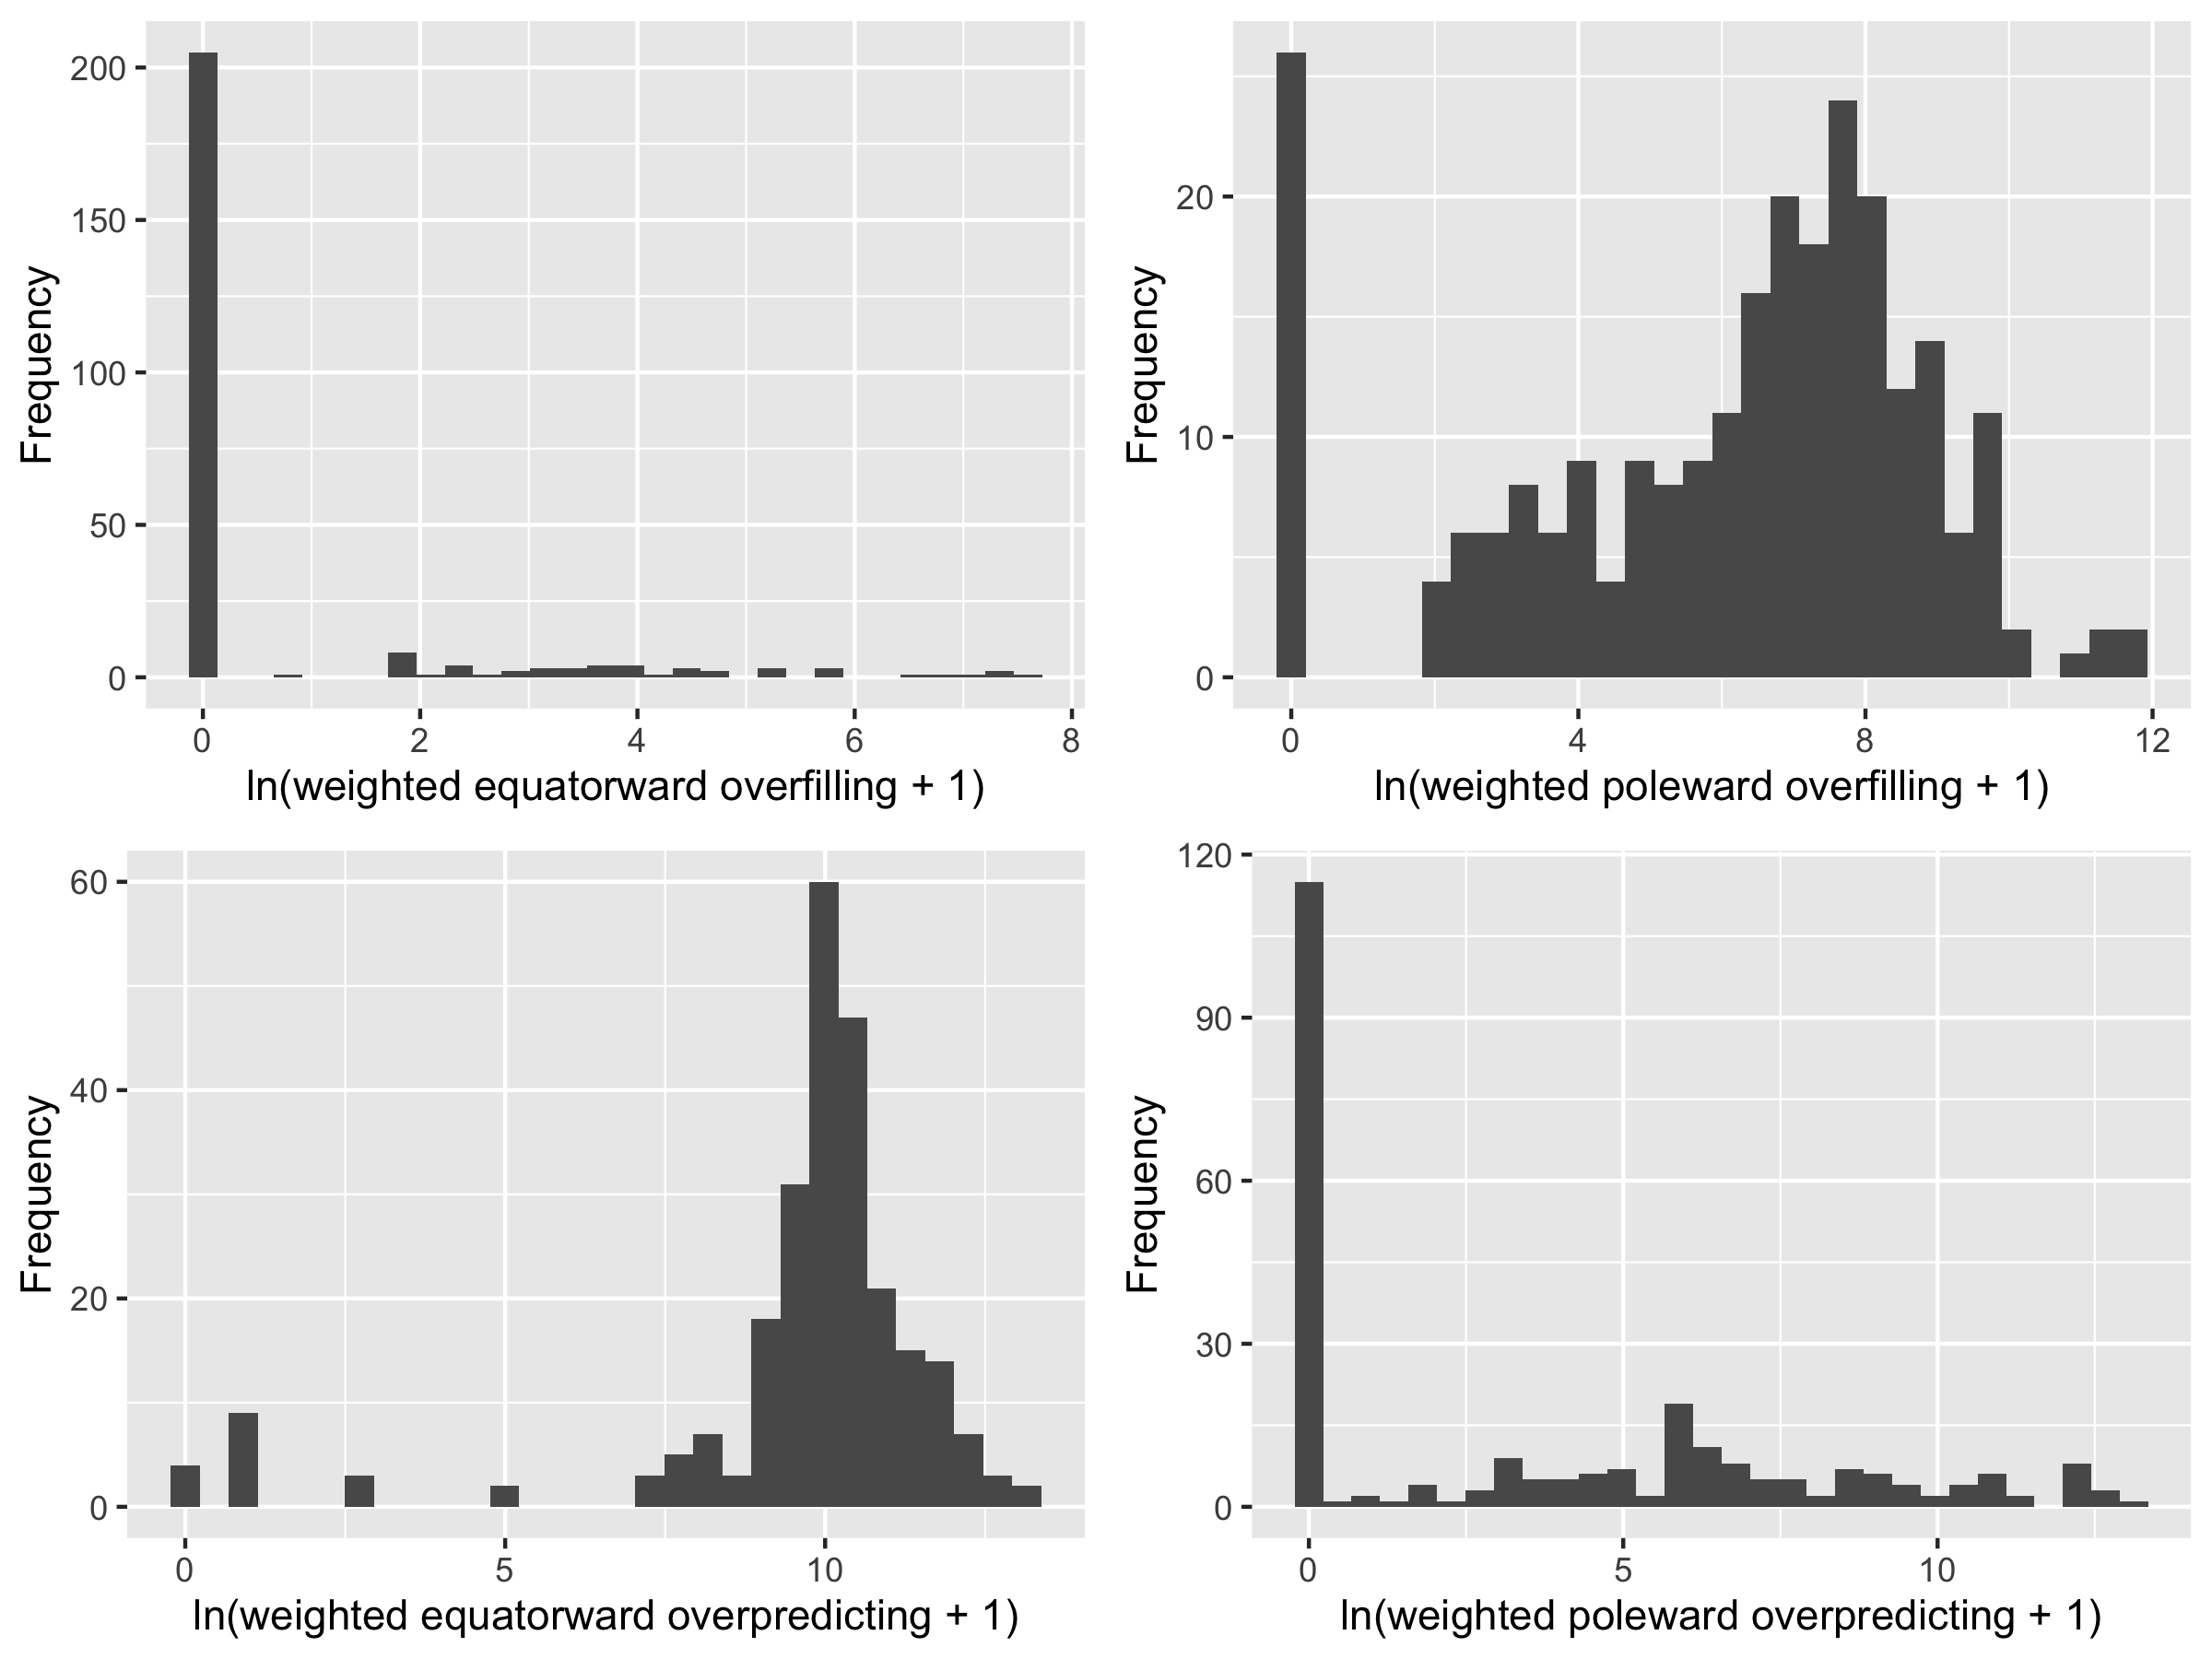 Frequency
200
150
100
50
0
0 2 4 6 8
ln(weighted equatorward overfilling + 1)
Frequency
20
10
0
0 4 8 12
ln(weighted poleward overfilling + 1)
Frequency
60
40
20
0
0 5 10
ln(weighted equatorward overpredicting + 1)
Frequency
120
90
60
30
0
0 5 10
ln(weighted poleward overpredicting + 1)